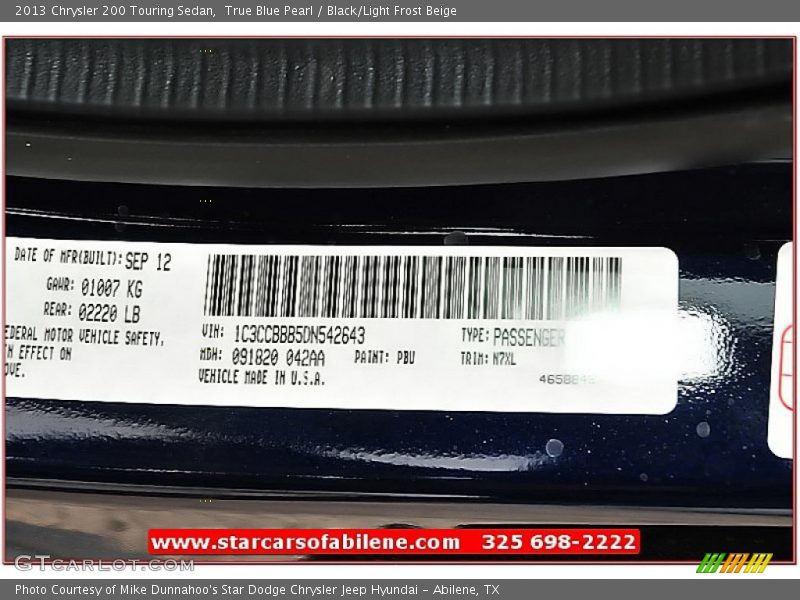 2013 Chrysler 200 Touring Sedan, True Blue Pearl / Black/Light Frost Beige
DATE OF MFR(BUILT): SEP 12
GAWR: 01007 KG
REAR: 02220 LB
EDERAL MOTOR VEHICLE SAFETY,
N EFFECT ON
OVE.
VIN: 1C3CCBBB5DN542643
TYPE: PASSENGER
MDH: 091820 042AA PAINT: PBU TRIM: N7XL
VEHICLE MADE IN U.S.A.
www.starcarsofabilene.com 325 698-2222
GTcarlot.com
Photo Courtesy of Mike Dunnahoo's Star Dodge Chrysler Jeep Hyundai - Abilene, TX